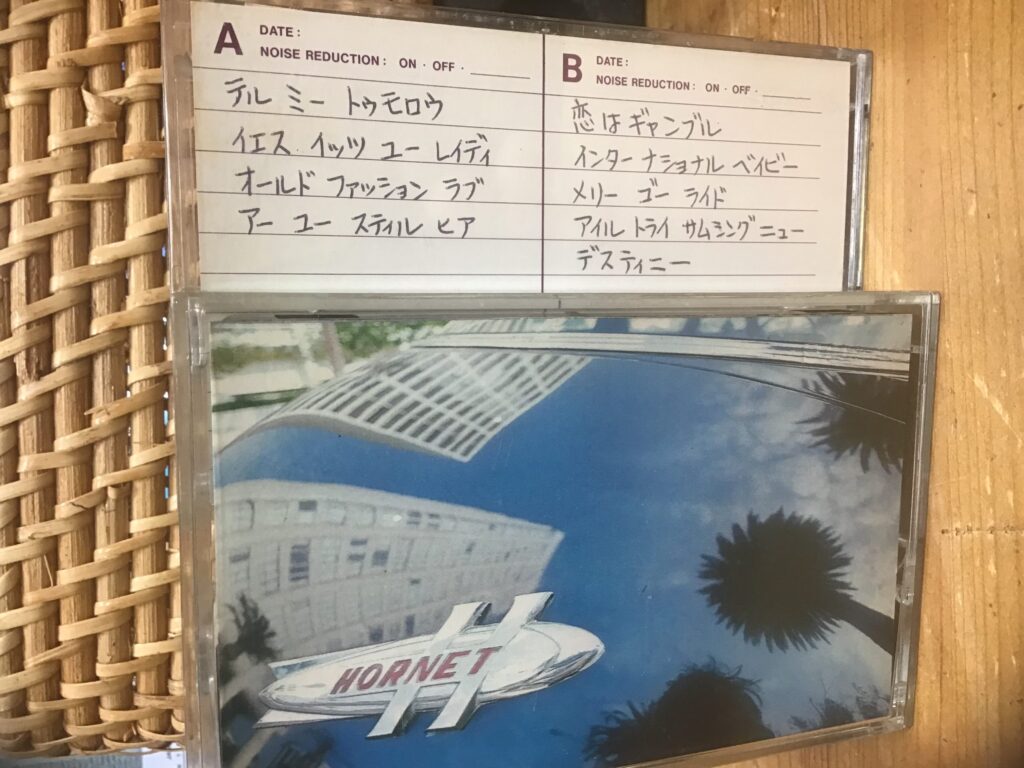 A DATE :
NOISE REDUCTION : ON · OFF ·
テル ミー トゥモロウ
イエス イッツ ユー レイディ
オールド ファッション ラブ
アー ユー スティル ヒア
B DATE :
NOISE REDUCTION : ON · OFF ·
恋はギャンブル
インターナショナル ベイビー
メリー ゴー ライド
アイル トライ サムシング ニュー
デスティニー
HORNET
H